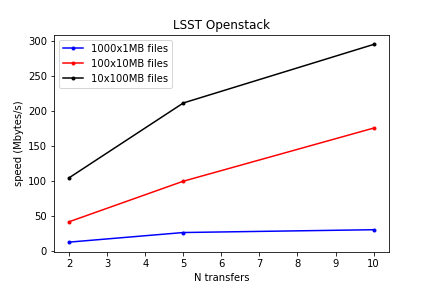 LSST Openstack
1000x1MB files
100x10MB files
10x100MB files
speed (Mbytes/s)
300
250
200
150
100
50
0
2 3 4 5 6 7 8 9 10
N transfers